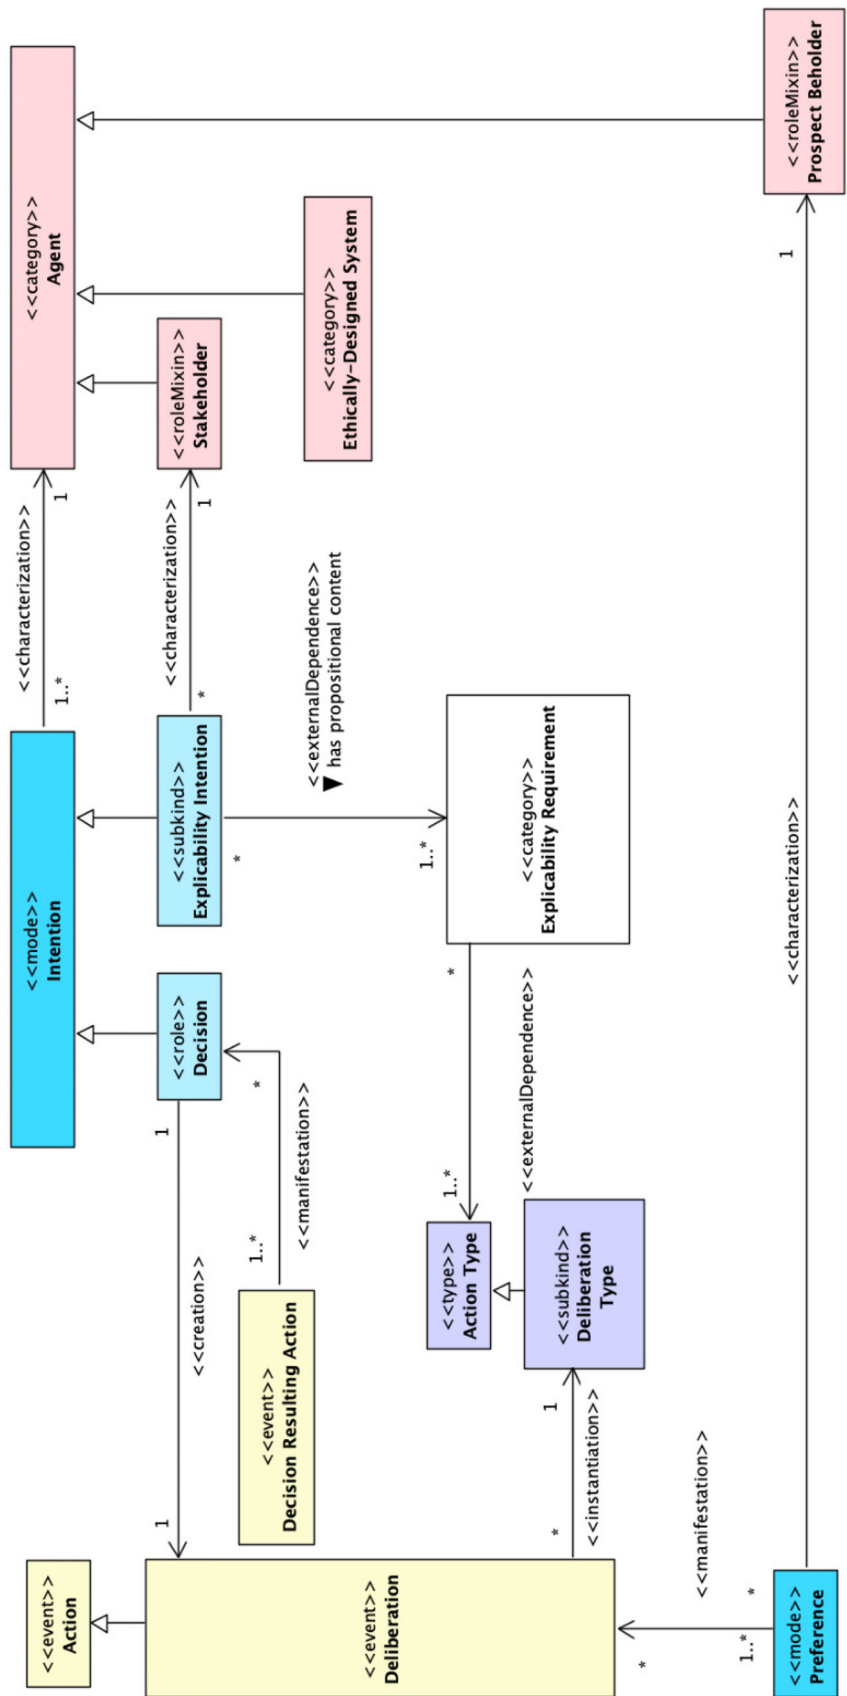 <<event>>
Action
<<mode>>
Intention
<<characterization>>
1..*
1
<<category>>
Agent
<<creation>>
1
1
<<role>>
Decision
<<subkind>>
Explicability Intention
<<characterization>>
*
1
<<roleMixin>>
Stakeholder
<<event>>
Decision Resulting Action
1..*
*
<<manifestation>>
*
<<externalDependence>>
▼ has propositional content
<<category>>
Ethically-Designed System
<<event>>
Deliberation
<<type>>
Action Type
1..*
*
1..*
<<category>>
Explicability Requirement
<<externalDependence>>
<<subkind>>
Deliberation
Type
*
1
<<instantiation>>
*
1..*
<<manifestation>>
<<mode>>
Preference
*
<<characterization>>
1
<<roleMixin>>
Prospect Beholder